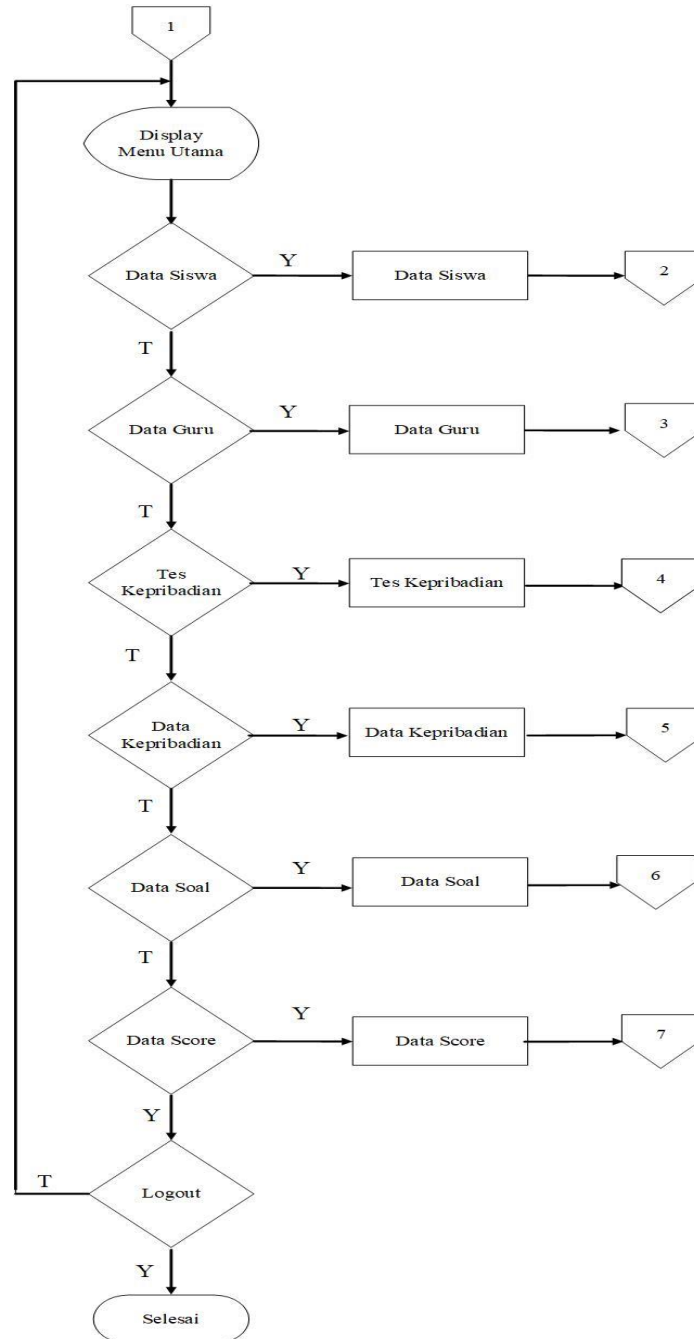 1
Display
Menu Utama
Data Siswa
Y
Data Siswa
2
T
Data Guru
Y
Data Guru
3
T
Tes
Kepribadian
Y
Tes Kepribadian
4
T
Data
Kepribadian
Y
Data Kepribadian
5
T
Data Soal
Y
Data Soal
6
T
Data Score
Y
Data Score
7
Y
T
Logout
Y
Selesai